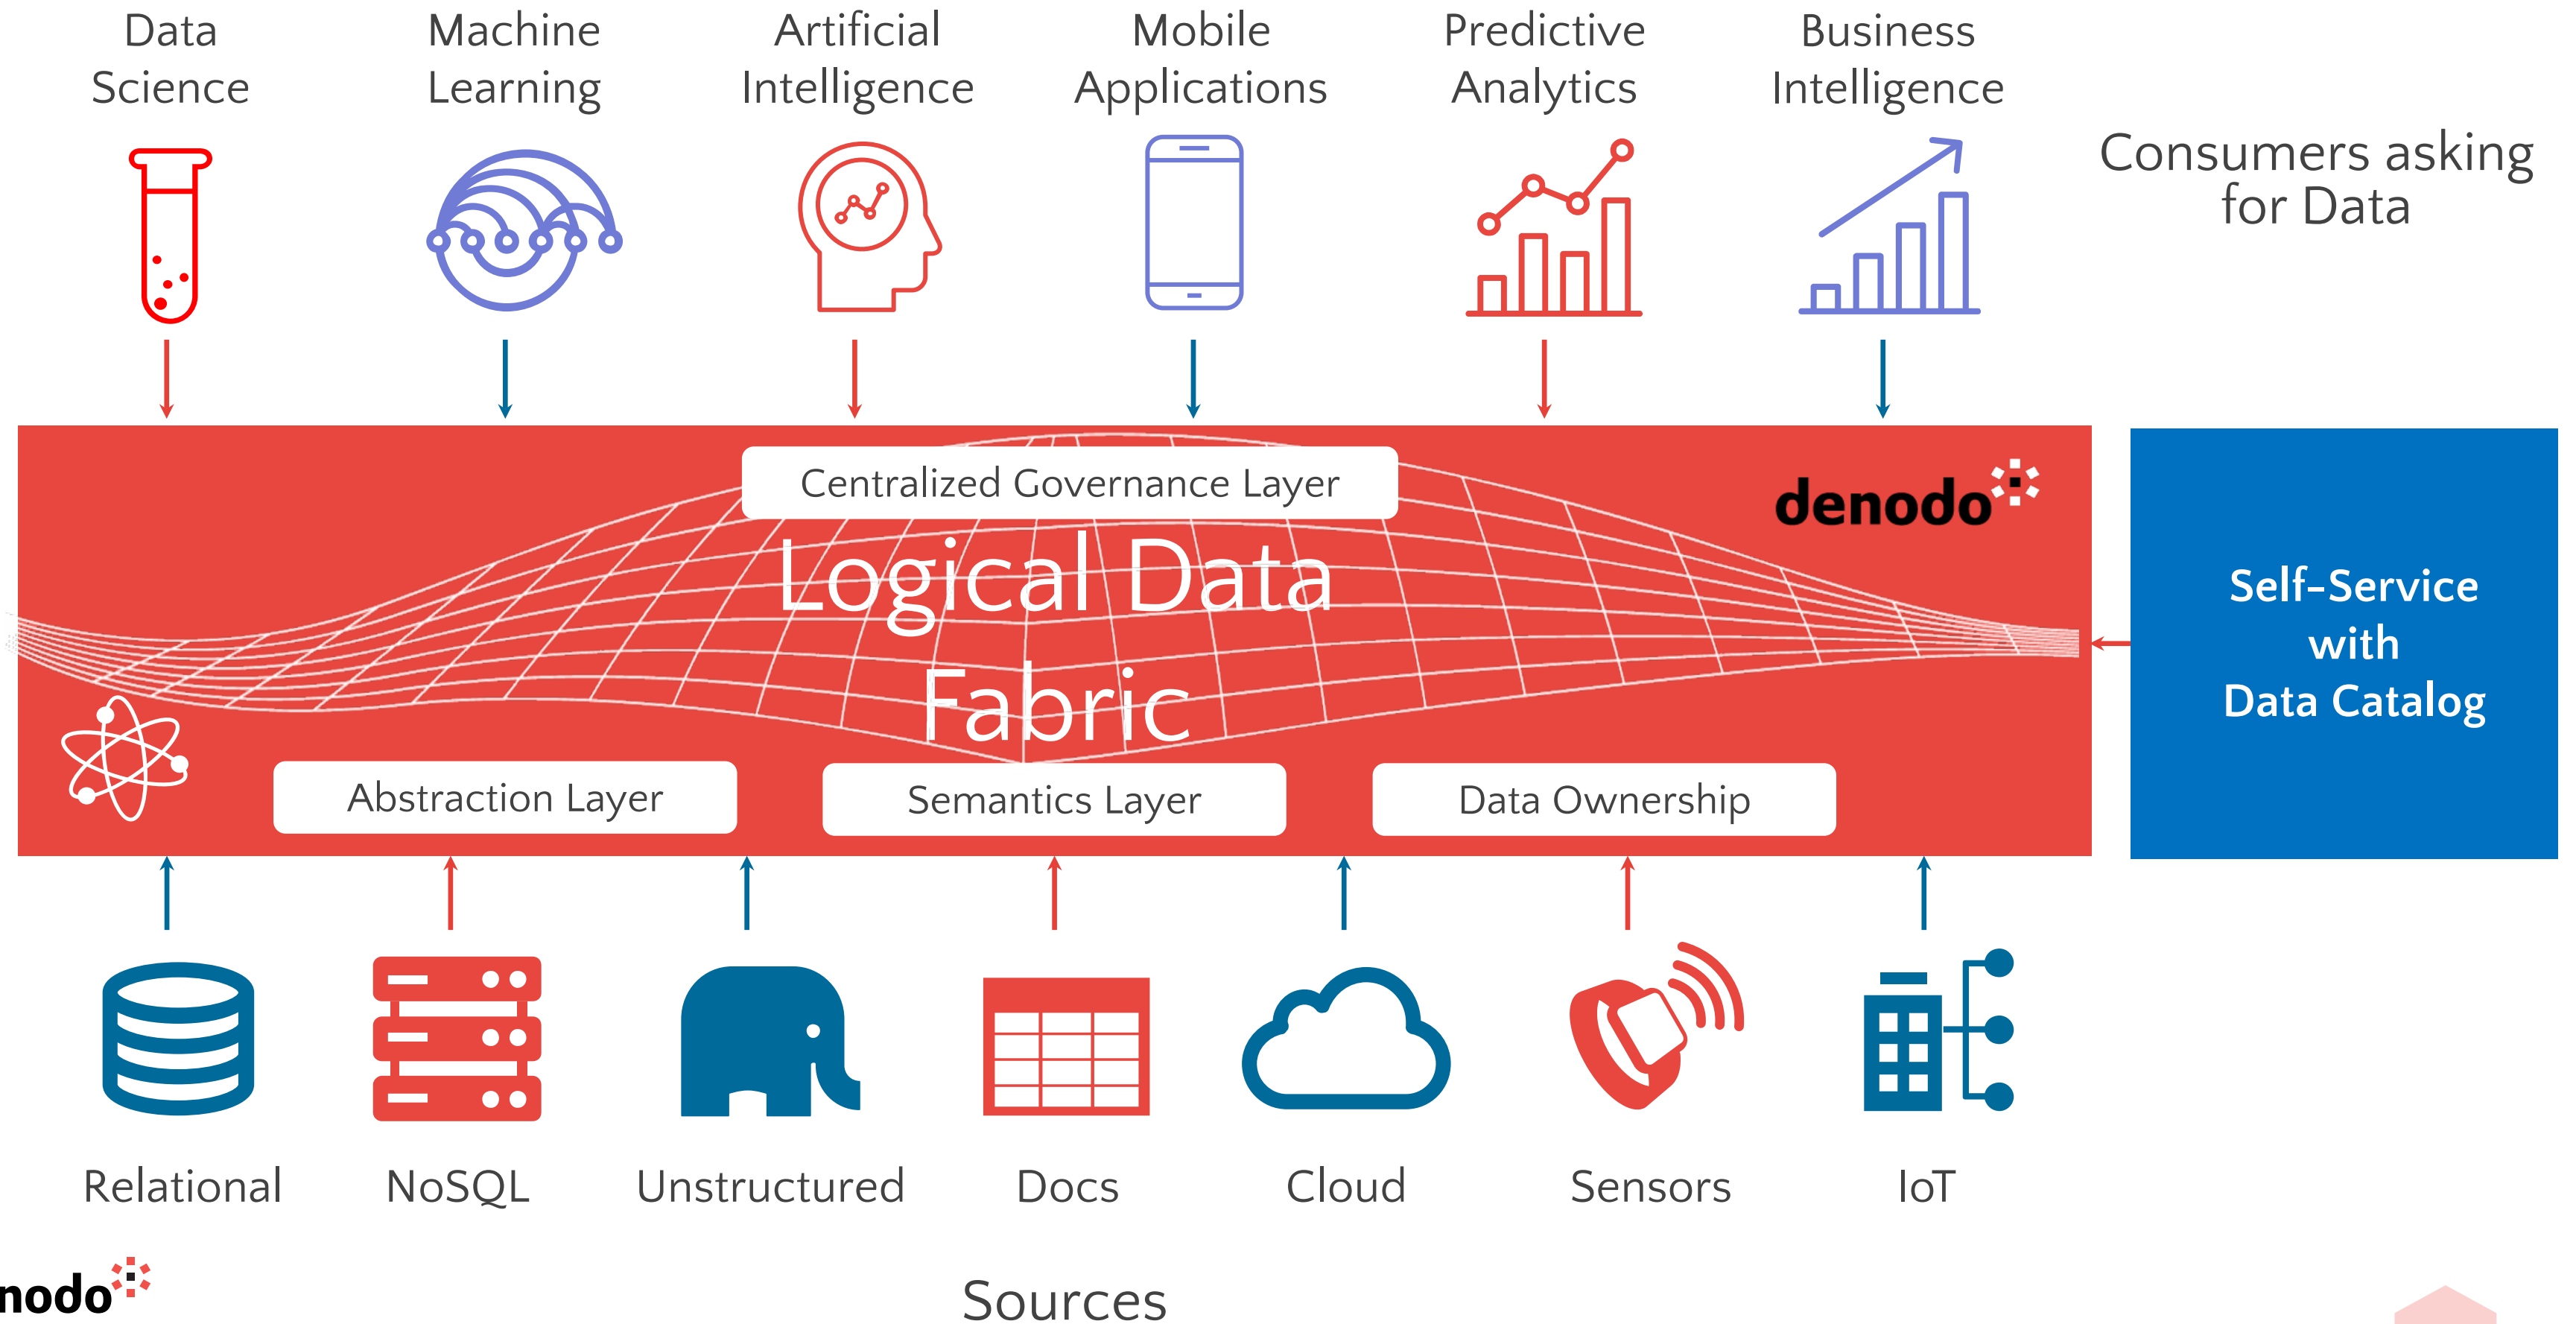 Data
Science
Machine
Learning
Artificial
Intelligence
Mobile
Applications
Predictive
Analytics
Business
Intelligence
Consumers asking
for Data
Centralized Governance Layer
denodo
Logical Data
Fabric
Self-Service
with
Data Catalog
Abstraction Layer
Semantics Layer
Data Ownership
Relational
NoSQL
Unstructured
Docs
Cloud
Sensors
IoT
nodo
Sources